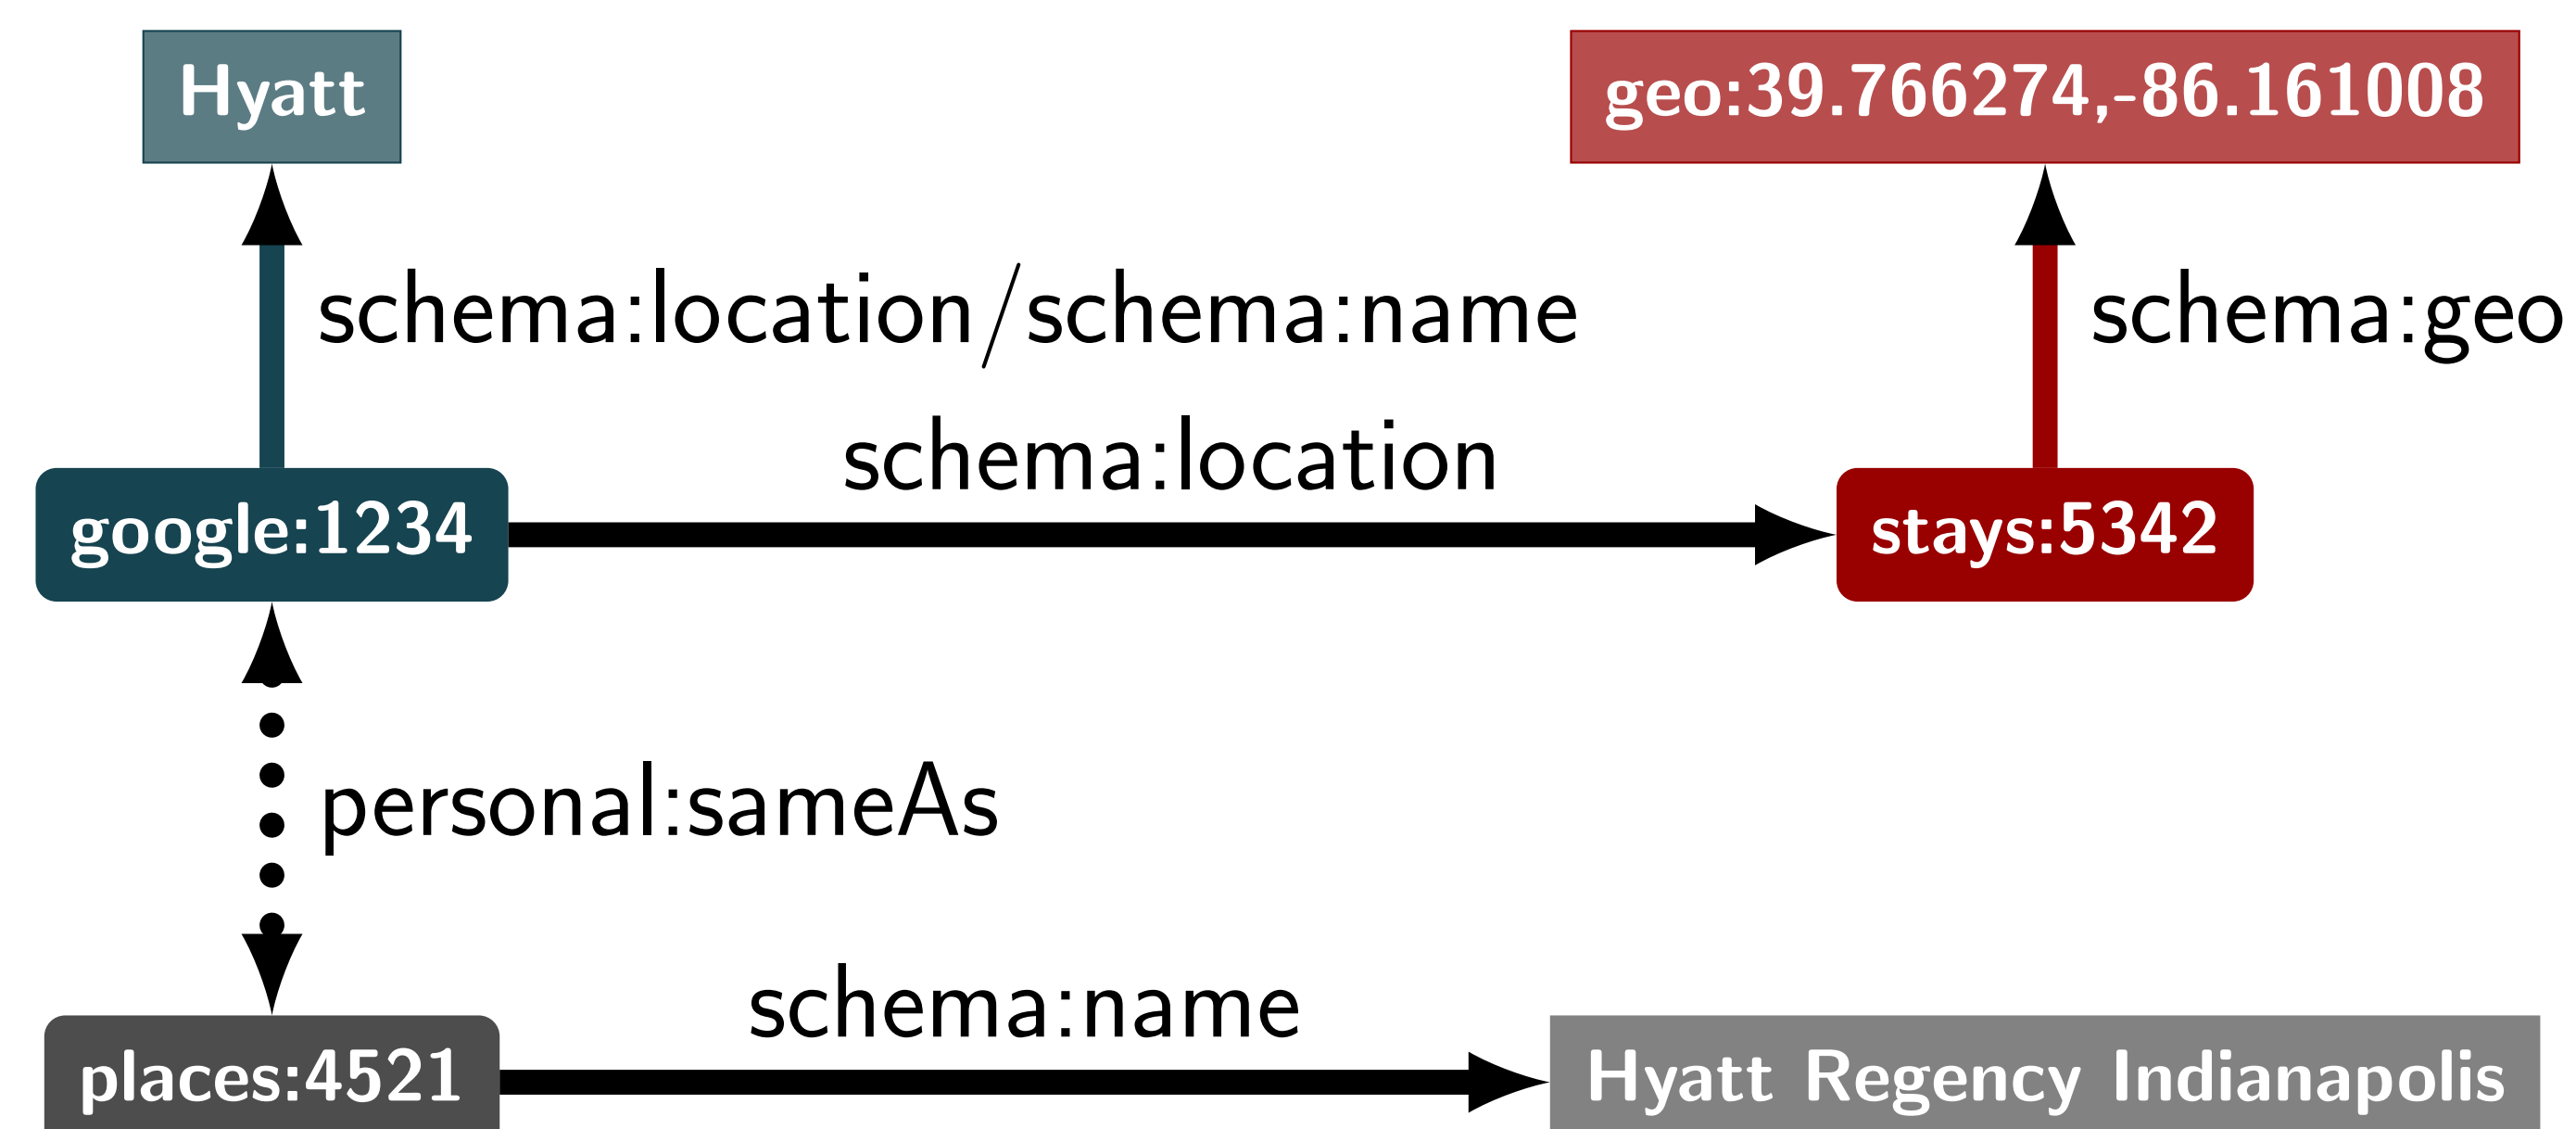 Hyatt
geo:39.766274,-86.161008
schema:location/schema:name
schema:geo
schema:location
google:1234
stays:5342
personal:sameAs
schema:name
places:4521
Hyatt Regency Indianapolis